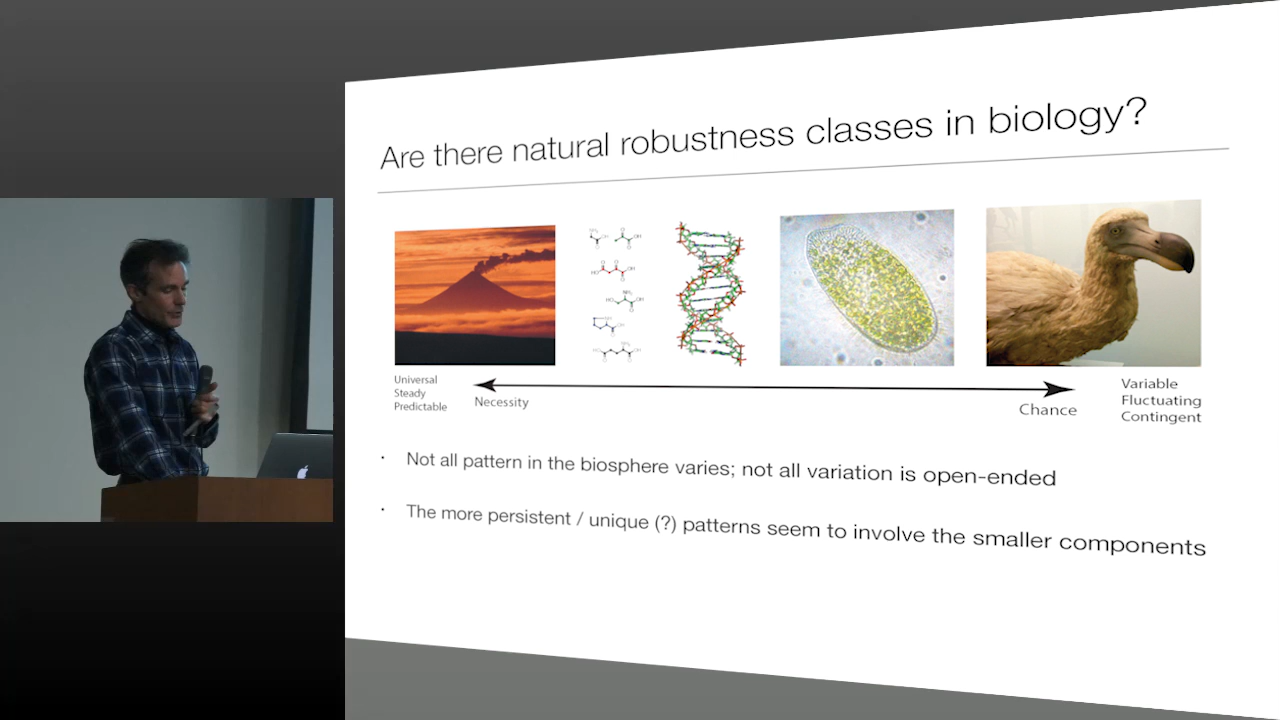 Are there natural robustness classes in biology?
Universal
Steady
Predictable
Necessity
Chance
Variable
Fluctuating
Contingent
· Not all pattern in the biosphere varies; not all variation is open-ended
· The more persistent / unique (?) patterns seem to involve the smaller components